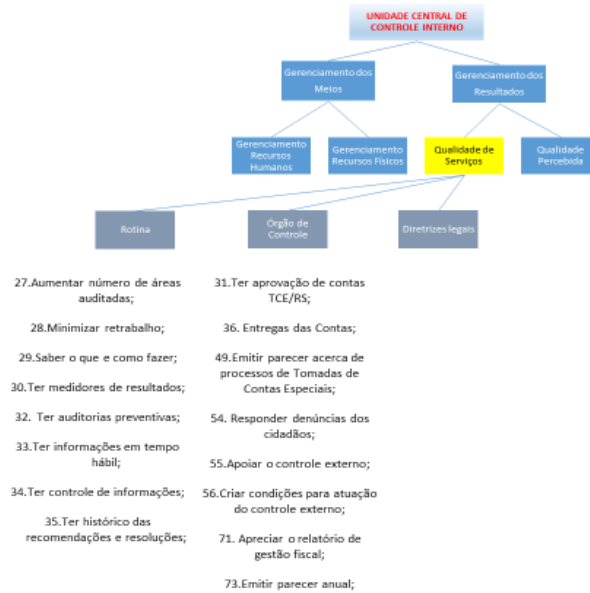 UNIDADE CENTRAL DE
CONTROLE INTERNO
Gerenciamento dos
Meios
Gerenciamento dos
Resultados
Gerenciamento
Recursos
Humanos
Gerenciamento
Recursos Físicos
Qualidade de
Serviços
Qualidade
Percebida
Rotina
Órgão de
Controle
Diretrizes legais
27.Aumentar número de áreas
auditadas;
28.Minimizar retrabalho;
29.Saber o que e como fazer;
30.Ter medidores de resultados;
32. Ter auditorias preventivas;
33.Ter informações em tempo
hábil;
34.Ter controle de informações;
35.Ter histórico das
recomendações e resoluções;
31.Ter aprovação de contas
TCE/RS;
36. Entregas das Contas;
49.Emitir parecer acerca de
processos de Tomadas de
Contas Especiais;
54. Responder denúncias dos
cidadãos;
55.Apoiar o controle externo;
56.Criar condições para atuação
do controle externo;
71. Apreciar o relatório de
gestão fiscal;
73.Emitir parecer anual;